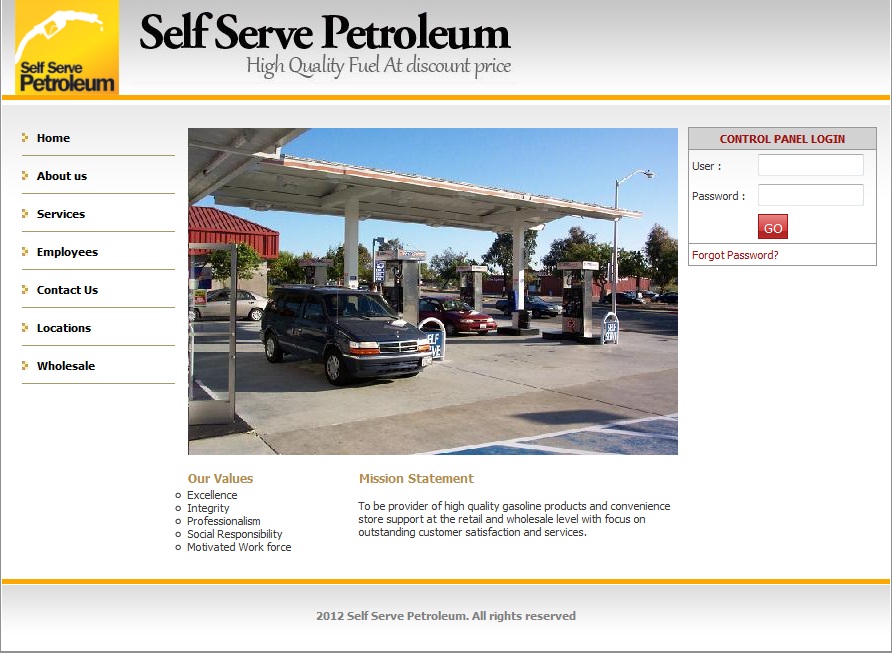 Self Serve
Petroleum
Self Serve Petroleum
High Quality Fuel At discount price
Home
About us
Services
Employees
Contact Us
Locations
Wholesale
SELF
SERVE
CONTROL PANEL LOGIN
User :
Password :
GO
Forgot Password?
Our Values
Excellence
Integrity
Professionalism
Social Responsibility
Motivated Work force
Mission Statement
To be provider of high quality gasoline products and convenience
store support at the retail and wholesale level with focus on
outstanding customer satisfaction and services.
2012 Self Serve Petroleum. All rights reserved